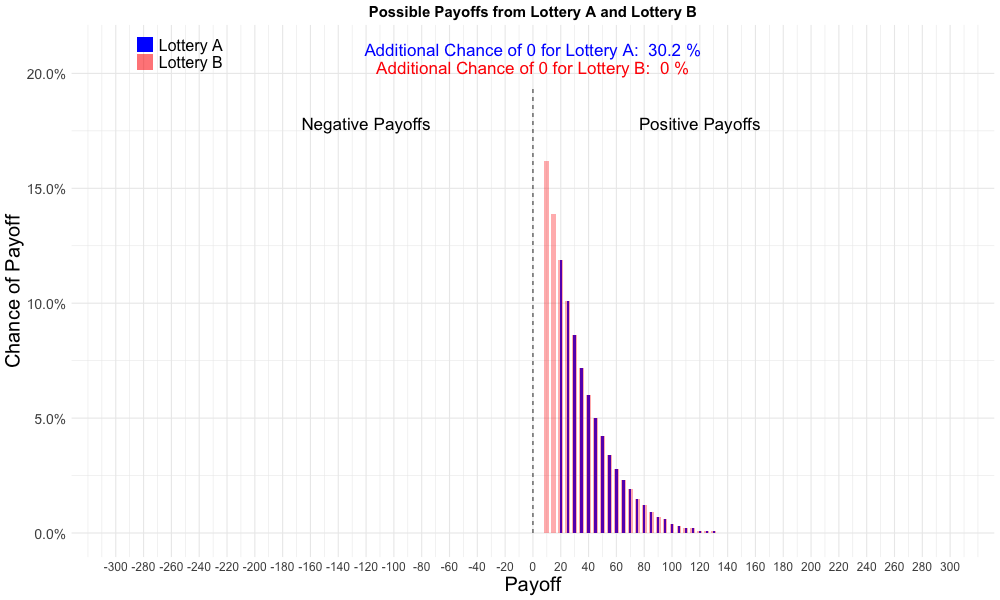 Possible Payoffs from Lottery A and Lottery B
Lottery A
Lottery B
Additional Chance of 0 for Lottery A:  30.2 %
Additional Chance of 0 for Lottery B:  0 %
Negative Payoffs
Positive Payoffs
Chance of Payoff
20.0%
15.0%
10.0%
5.0%
0.0%
-300 -280 -260 -240 -220 -200 -180 -160 -140 -120 -100 -80 -60 -40 -20 0 20 40 60 80 100 120 140 160 180 200 220 240 260 280 300
Payoff